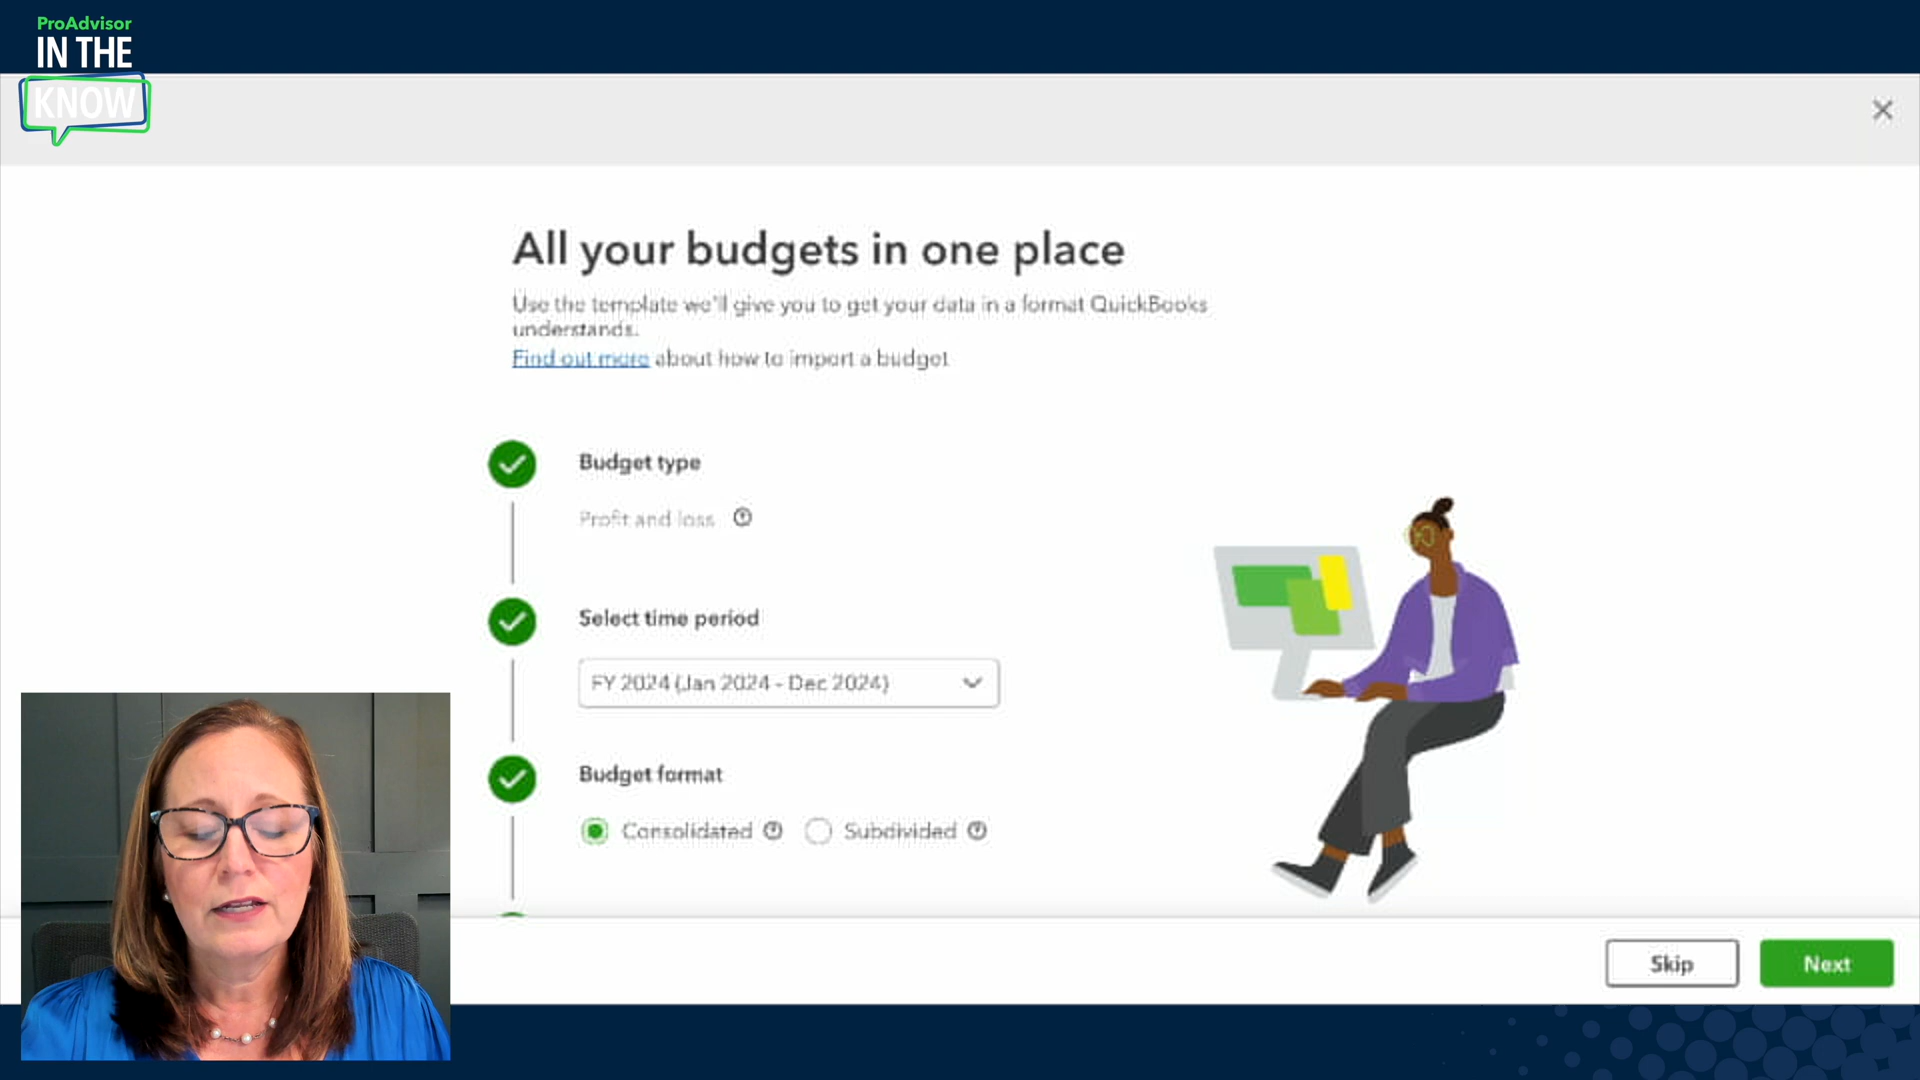 ProAdvisor
IN THE
KNOW
All your budgets in one place
Use the template we'll give you to get your data in a format QuickBooks
understands.
Find out more about how to import a budget
Budget type
Profit and loss
Select time period
FY 2024 (Jan 2024 - Dec 2024)
Budget format
Consolidated Subdivided
Skip Next